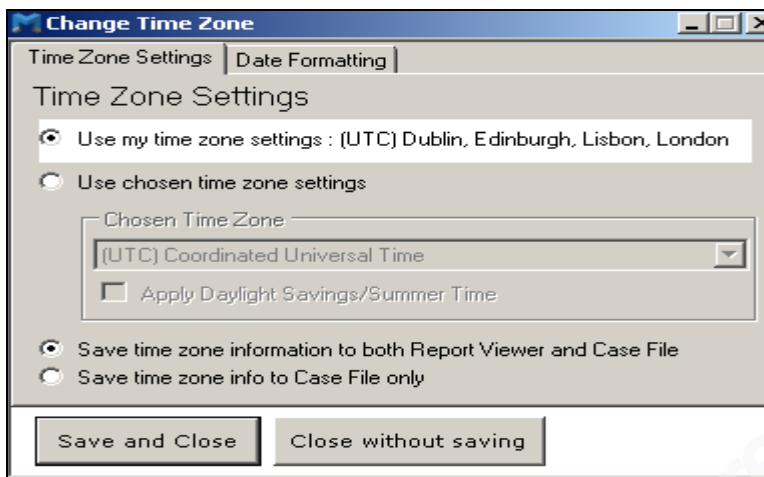 Change Time Zone
Time Zone Settings Date Formatting
Time Zone Settings
Use my time zone settings : (UTC) Dublin, Edinburgh, Lisbon, London
Use chosen time zone settings
Chosen Time Zone
(UTC) Coordinated Universal Time
Apply Daylight Savings/Summer Time
Save time zone information to both Report Viewer and Case File
Save time zone info to Case File only
Save and Close Close without saving